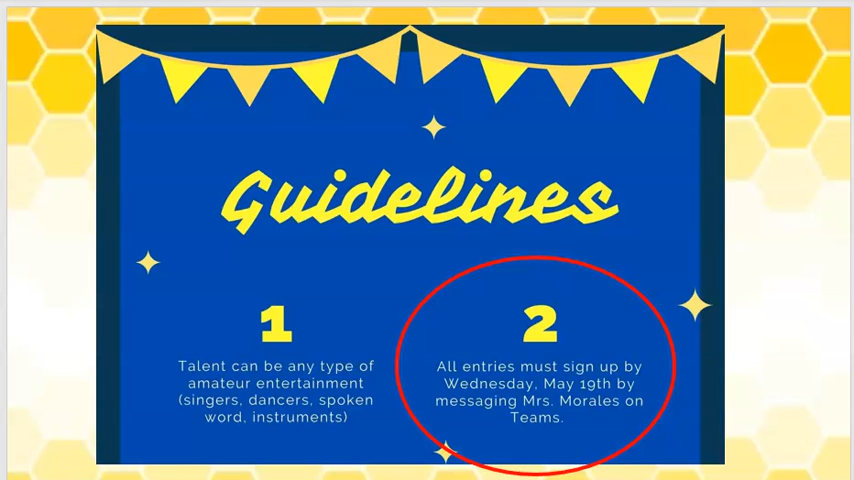 Guidelines
1
Talent can be any type of
amateur entertainment
(singers, dancers, spoken
word, instruments)
2
All entries must sign up by
Wednesday, May 19th by
messaging Mrs. Morales on
Teams.